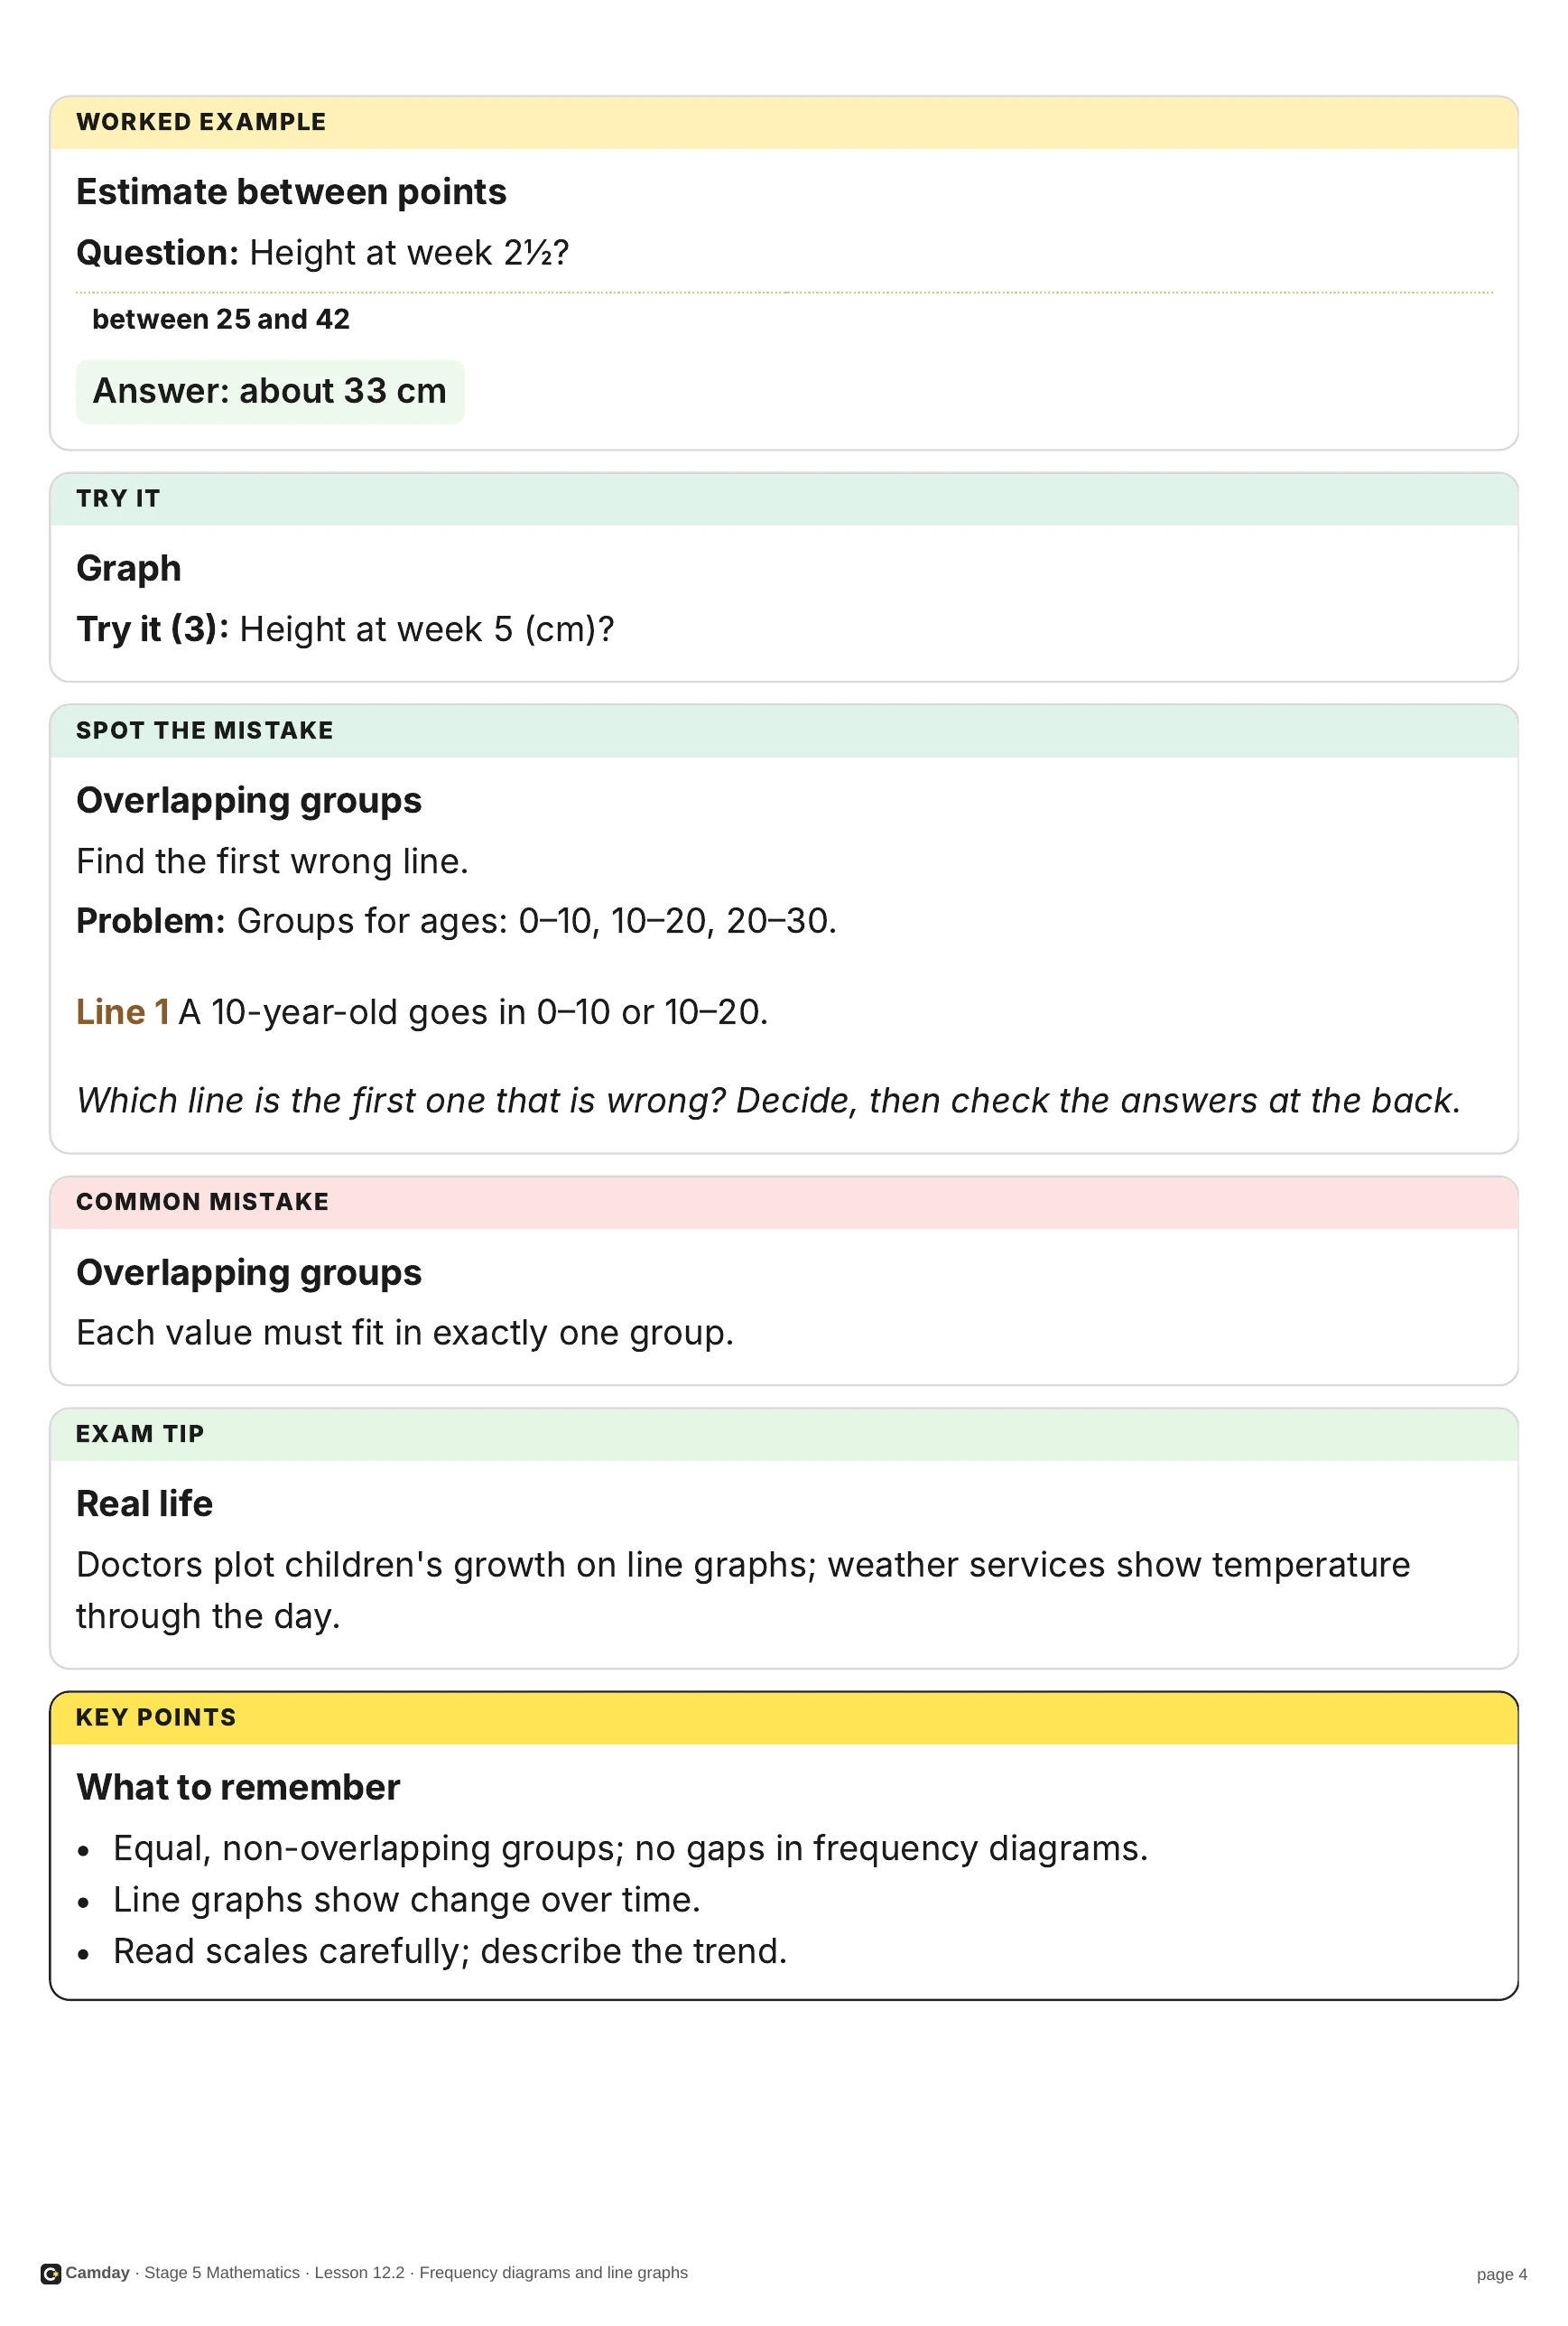 WORKED EXAMPLE
Estimate between points
Question: Height at week 2½?
between 25 and 42
Answer: about 33 cm
TRY IT
Graph
Try it (3): Height at week 5 (cm)?
SPOT THE MISTAKE
Overlapping groups
Find the first wrong line.
Problem: Groups for ages: 0–10, 10–20, 20–30.
Line 1 A 10-year-old goes in 0–10 or 10–20.
Which line is the first one that is wrong? Decide, then check the answers at the back.
COMMON MISTAKE
Overlapping groups
Each value must fit in exactly one group.
EXAM TIP
Real life
Doctors plot children's growth on line graphs; weather services show temperature
through the day.
KEY POINTS
What to remember
• Equal, non-overlapping groups; no gaps in frequency diagrams.
• Line graphs show change over time.
• Read scales carefully; describe the trend.
Camday · Stage 5 Mathematics · Lesson 12.2 · Frequency diagrams and line graphs
page 4